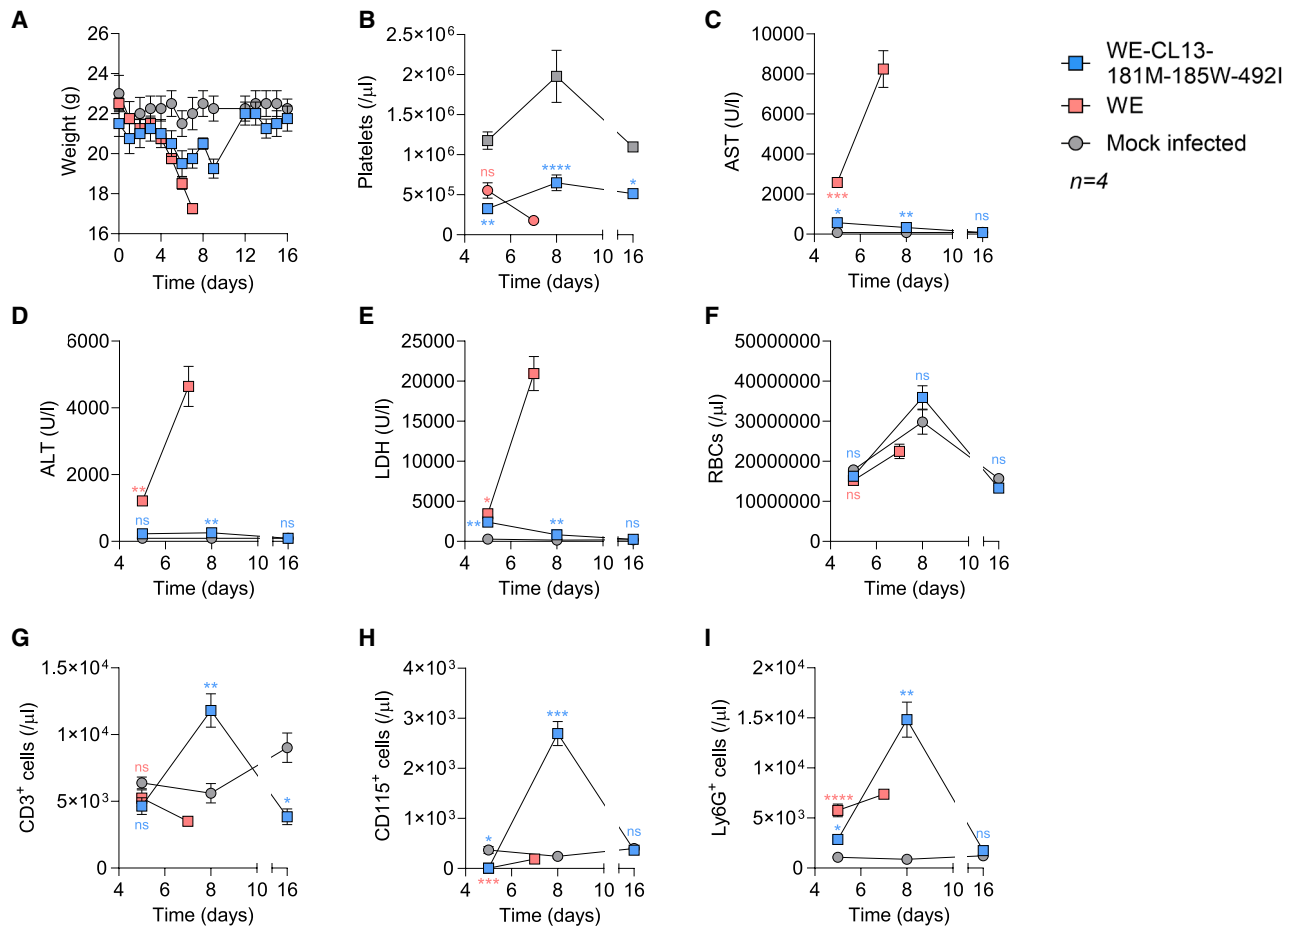 A
26
24
22
20
18
16
Weight (g)
0 4 8 12 16
Time (days)
B
2.5×10⁶
2×10⁶
1.5×10⁶
1×10⁶
5×10⁵
0
Platelets (/μl)
ns
**
****
*
4 6 8 10 16
Time (days)
C
10000
8000
6000
4000
2000
0
AST (U/l)
***
*
**
ns
4 6 8 10 16
Time (days)
WE-CL13-
181M-185W-492I
WE
Mock infected
n=4
D
6000
4000
2000
0
ALT (U/l)
**
ns
**
ns
4 6 8 10 16
Time (days)
E
25000
20000
15000
10000
5000
0
LDH (U/l)
*
**
**
ns
4 6 8 10 16
Time (days)
F
50000000
40000000
30000000
20000000
10000000
0
RBCs (/μl)
ns
ns
ns
ns
4 6 8 10 16
Time (days)
G
1.5×10⁴
1×10⁴
5×10³
0
CD3⁺ cells (/μl)
ns
ns
**
*
4 6 8 10 16
Time (days)
H
4×10³
3×10³
2×10³
1×10³
0
CD115⁺ cells (/μl)
*
***
***
ns
4 6 8 10 16
Time (days)
I
2×10⁴
1.5×10⁴
1×10⁴
5×10³
0
Ly6G⁺ cells (/μl)
****
*
**
ns
4 6 8 10 16
Time (days)